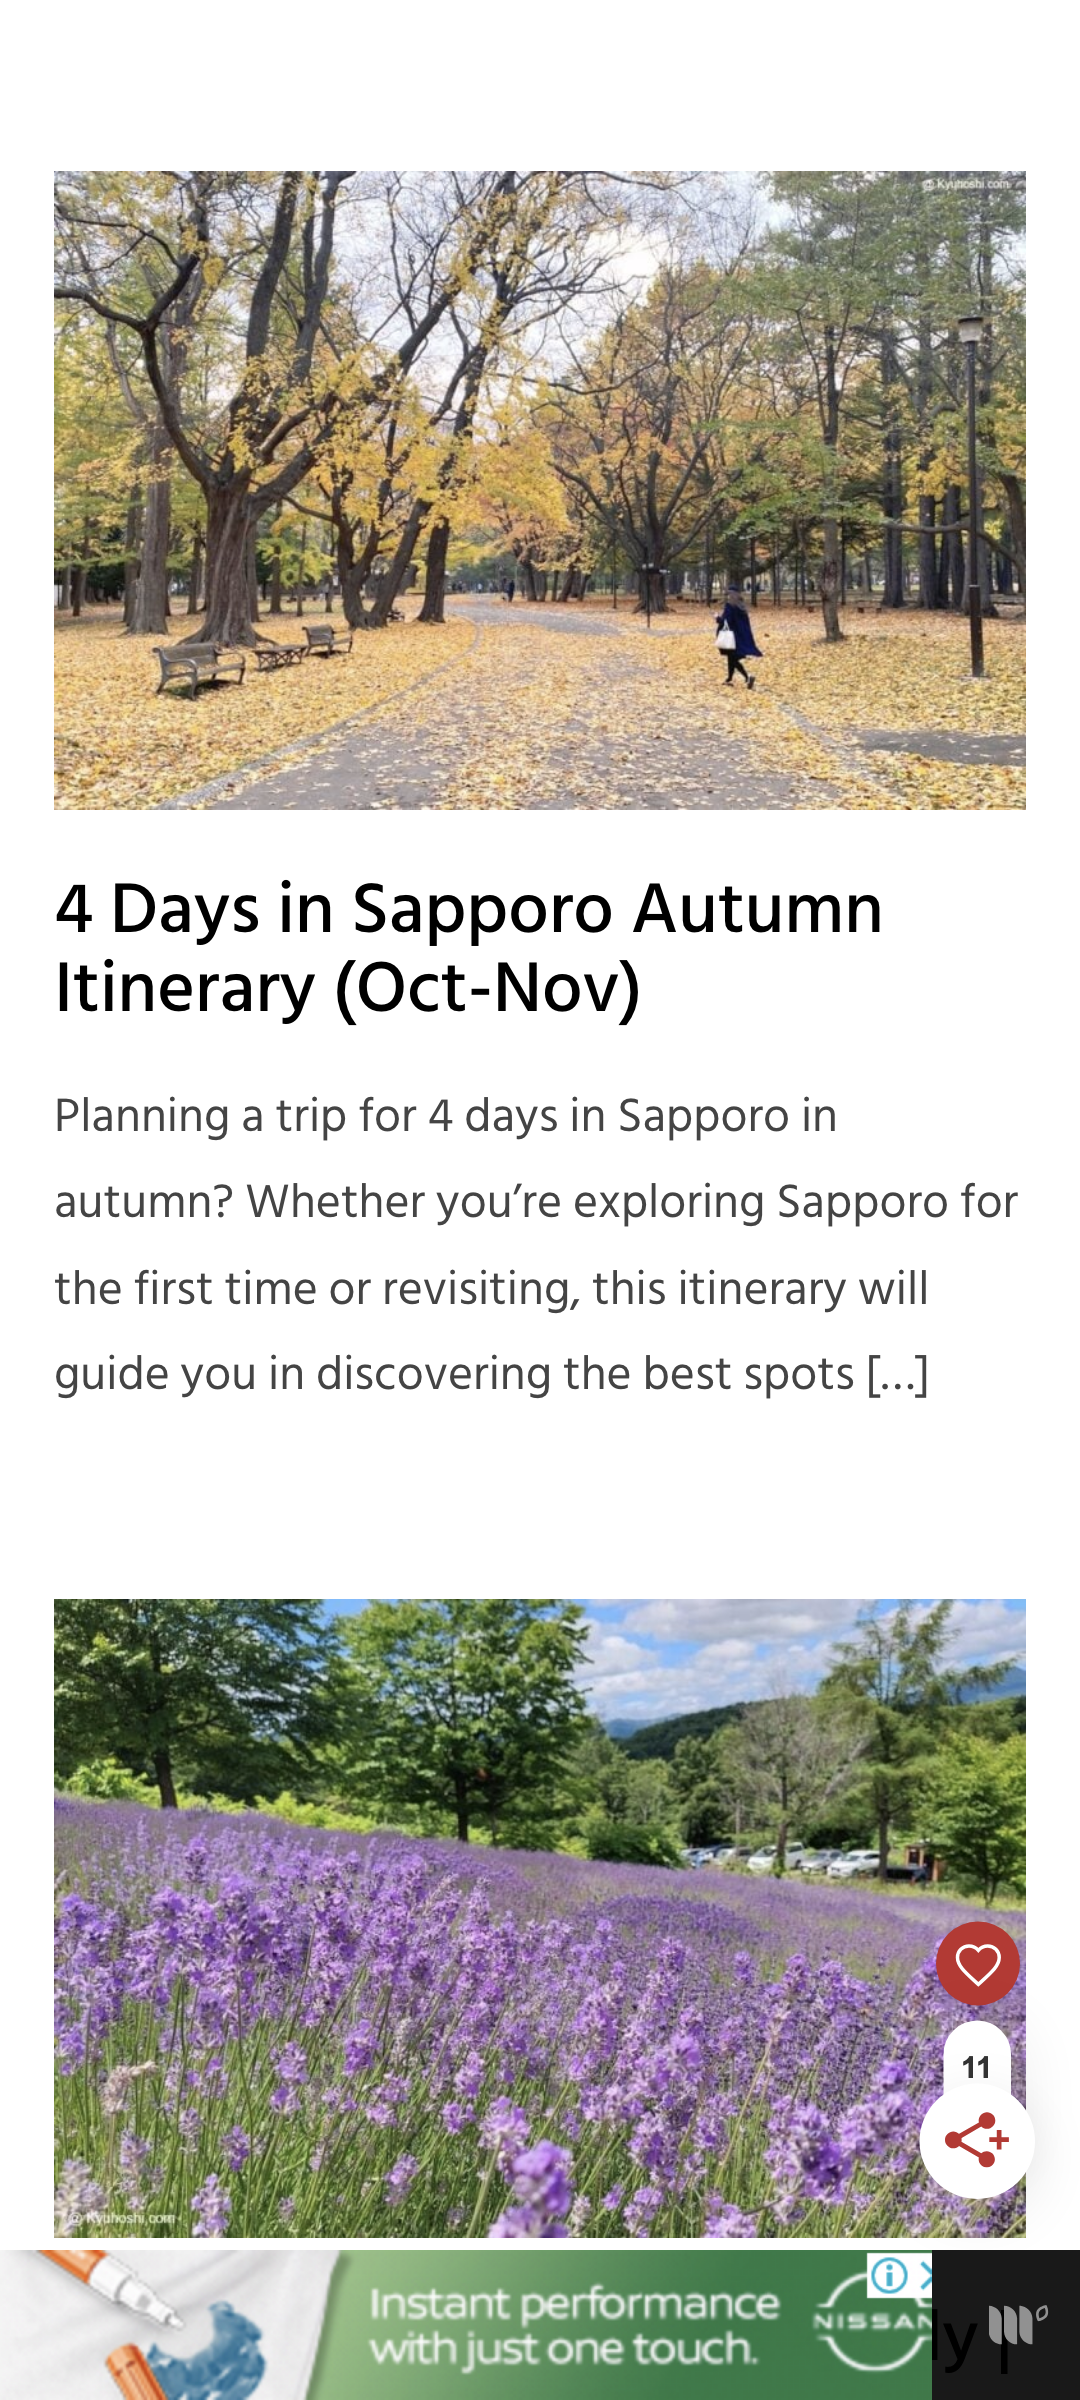 @ Kyuhoshi.com
4 Days in Sapporo Autumn
Itinerary (Oct-Nov)
Planning a trip for 4 days in Sapporo in
autumn? Whether you’re exploring Sapporo for
the first time or revisiting, this itinerary will
guide you in discovering the best spots […]
11
@ Kyuhoshi.com
Instant performance
with just one touch.
NISSAN